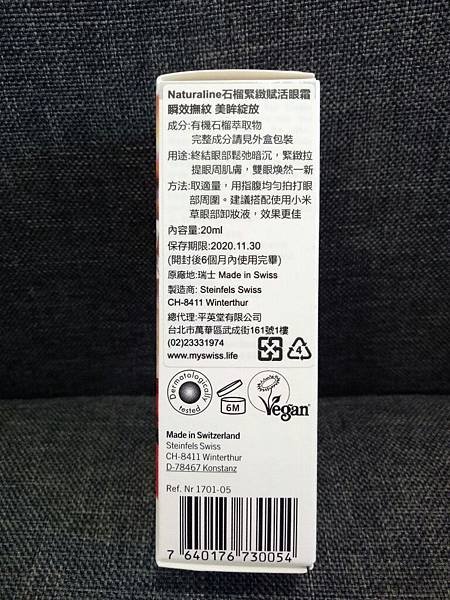 Naturaline石榴緊緻賦活眼霜
瞬效撫紋 美眸綻放
成分:有機石榴萃取物
完整成分請見外盒包裝
用途:終結眼部鬆弛暗沉，緊緻拉
提眼周肌膚，雙眼煥然一新
方法:取適量，用指腹均勻拍打眼
部周圍。建議搭配使用小米
草眼部卸妝液，效果更佳
內容量:20ml
保存期限:2020.11.30
(開封後6個月內使用完畢)
原廠地:瑞士 Made in Swiss
製造商: Steinfels Swiss
CH-8411 Winterthur
總代理:平英堂有限公司
台北市萬華區武成街161號1樓
(02)23331974
www.myswiss.life
4
Dermatologically
tested
6M
Vegan
Made in Switzerland
Steinfels Swiss
CH-8411 Winterthur
D-78467 Konstanz
Ref. Nr 1701-05
7 640176 730054